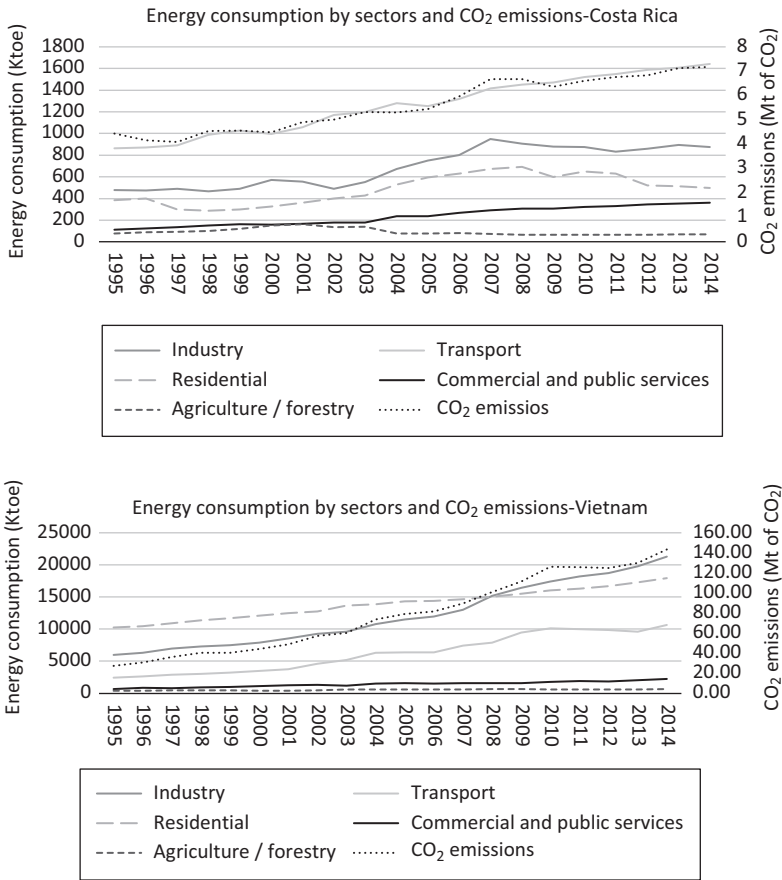 Energy consumption by sectors and CO₂ emissions-Costa Rica
Energy consumption (Ktoe)
1800
1600
1400
1200
1000
800
600
400
200
0
8
7
6
5
4
3
2
1
0
CO₂ emissions (Mt of CO₂)
1995 1996 1997 1998 1999 2000 2001 2002 2003 2004 2005 2006 2007 2008 2009 2010 2011 2012 2013 2014
Industry Transport
Residential Commercial and public services
Agriculture / forestry CO₂ emissios
Energy consumption by sectors and CO₂ emissions-Vietnam
Energy consumption (Ktoe)
25000
20000
15000
10000
5000
0
160.00
140.00
120.00
100.00
80.00
60.00
40.00
20.00
0.00
CO₂ emissions (Mt of CO₂)
1995 1996 1997 1998 1999 2000 2001 2002 2003 2004 2005 2006 2007 2008 2009 2010 2011 2012 2013 2014
Industry Transport
Residential Commercial and public services
Agriculture / forestry CO₂ emissions